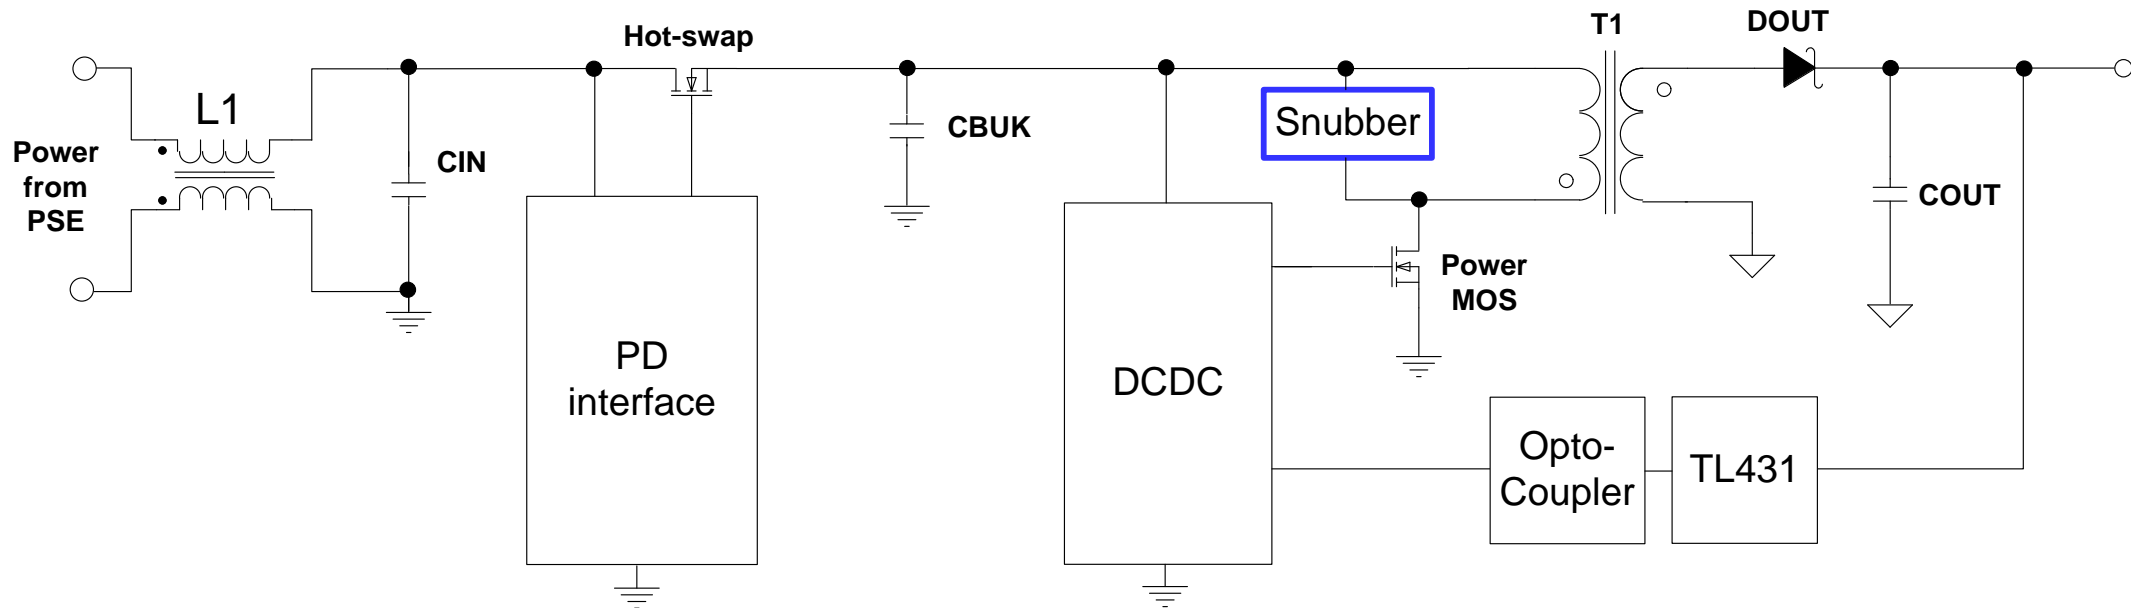 Hot-swap
T1
DOUT
L1
Power
from
PSE
CIN
CBUK
Snubber
COUT
Power
MOS
PD
interface
DCDC
Opto-
Coupler
TL431